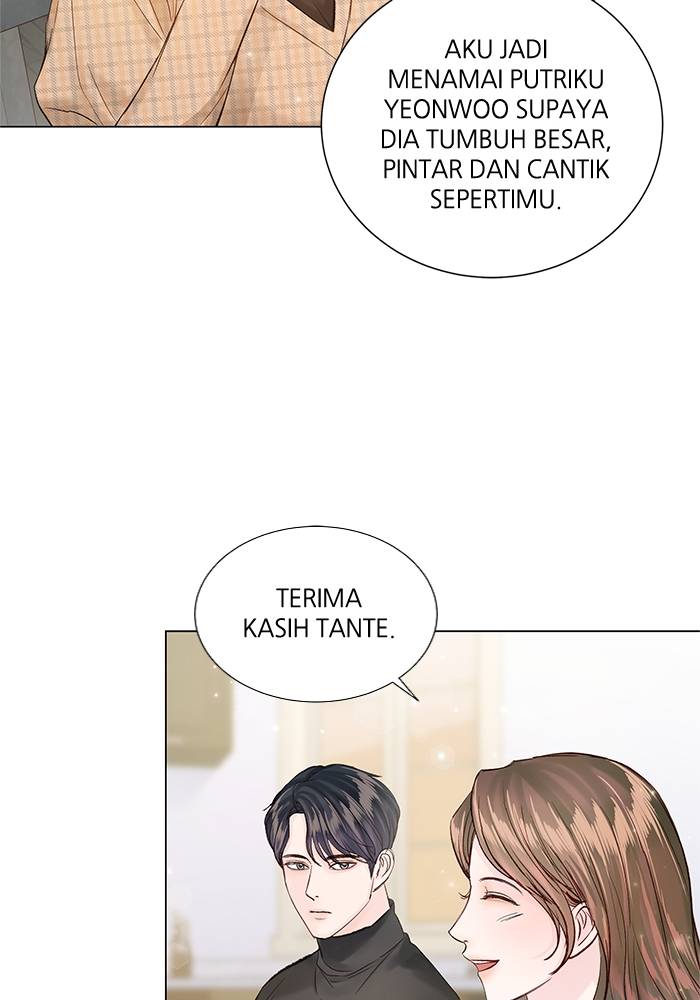 AKU JADI
MENAMAI PUTRIKU
YEONWOO SUPAYA
DIA TUMBUH BESAR,
PINTAR DAN CANTIK
SEPERTIMU.
TERIMA
KASIH TANTE.